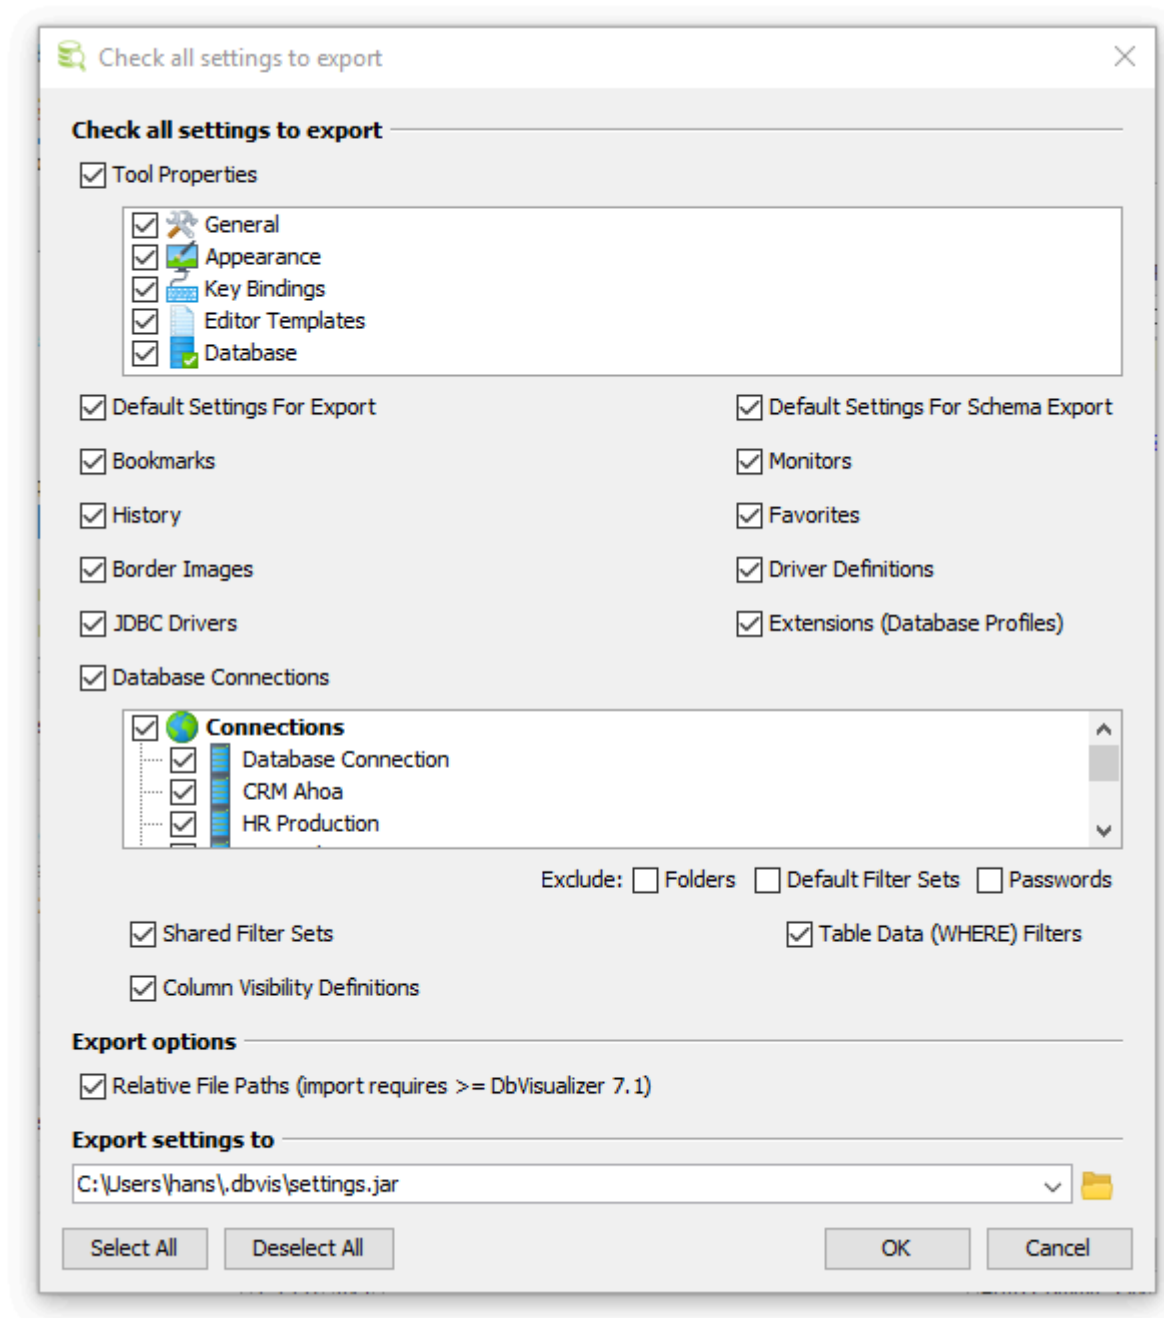 Check all settings to export
Check all settings to export
Tool Properties
General
Appearance
Key Bindings
Editor Templates
Database
Default Settings For Export
Default Settings For Schema Export
Bookmarks
Monitors
History
Favorites
Border Images
Driver Definitions
JDBC Drivers
Extensions (Database Profiles)
Database Connections
Connections
Database Connection
CRM Ahoa
HR Production
Exclude: Folders Default Filter Sets Passwords
Shared Filter Sets
Table Data (WHERE) Filters
Column Visibility Definitions
Export options
Relative File Paths (import requires >= DbVisualizer 7.1)
Export settings to
C:\Users\hans\.dbvis\settings.jar
Select All Deselect All OK Cancel